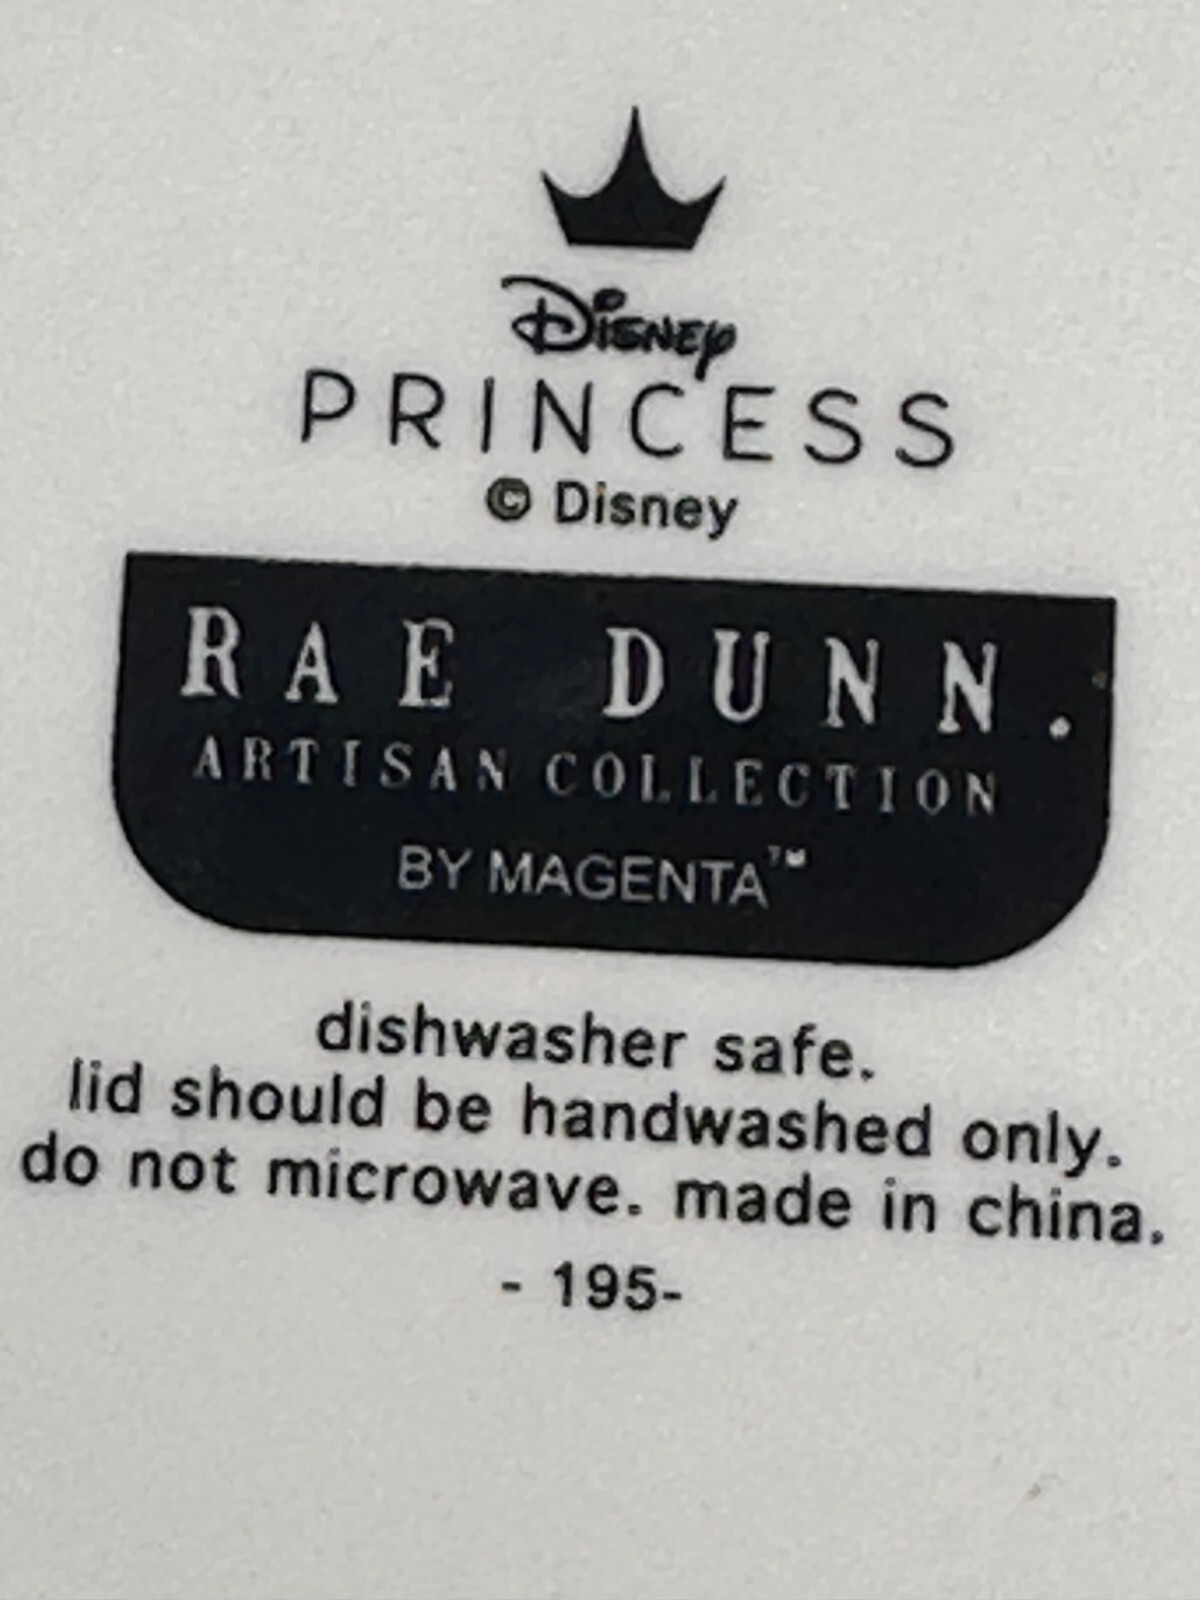 Disney
PRINCESS
© Disney
RAE DUNN.
ARTISAN COLLECTION
BY MAGENTA™
dishwasher safe.
lid should be handwashed only.
do not microwave. made in china.
- 195-